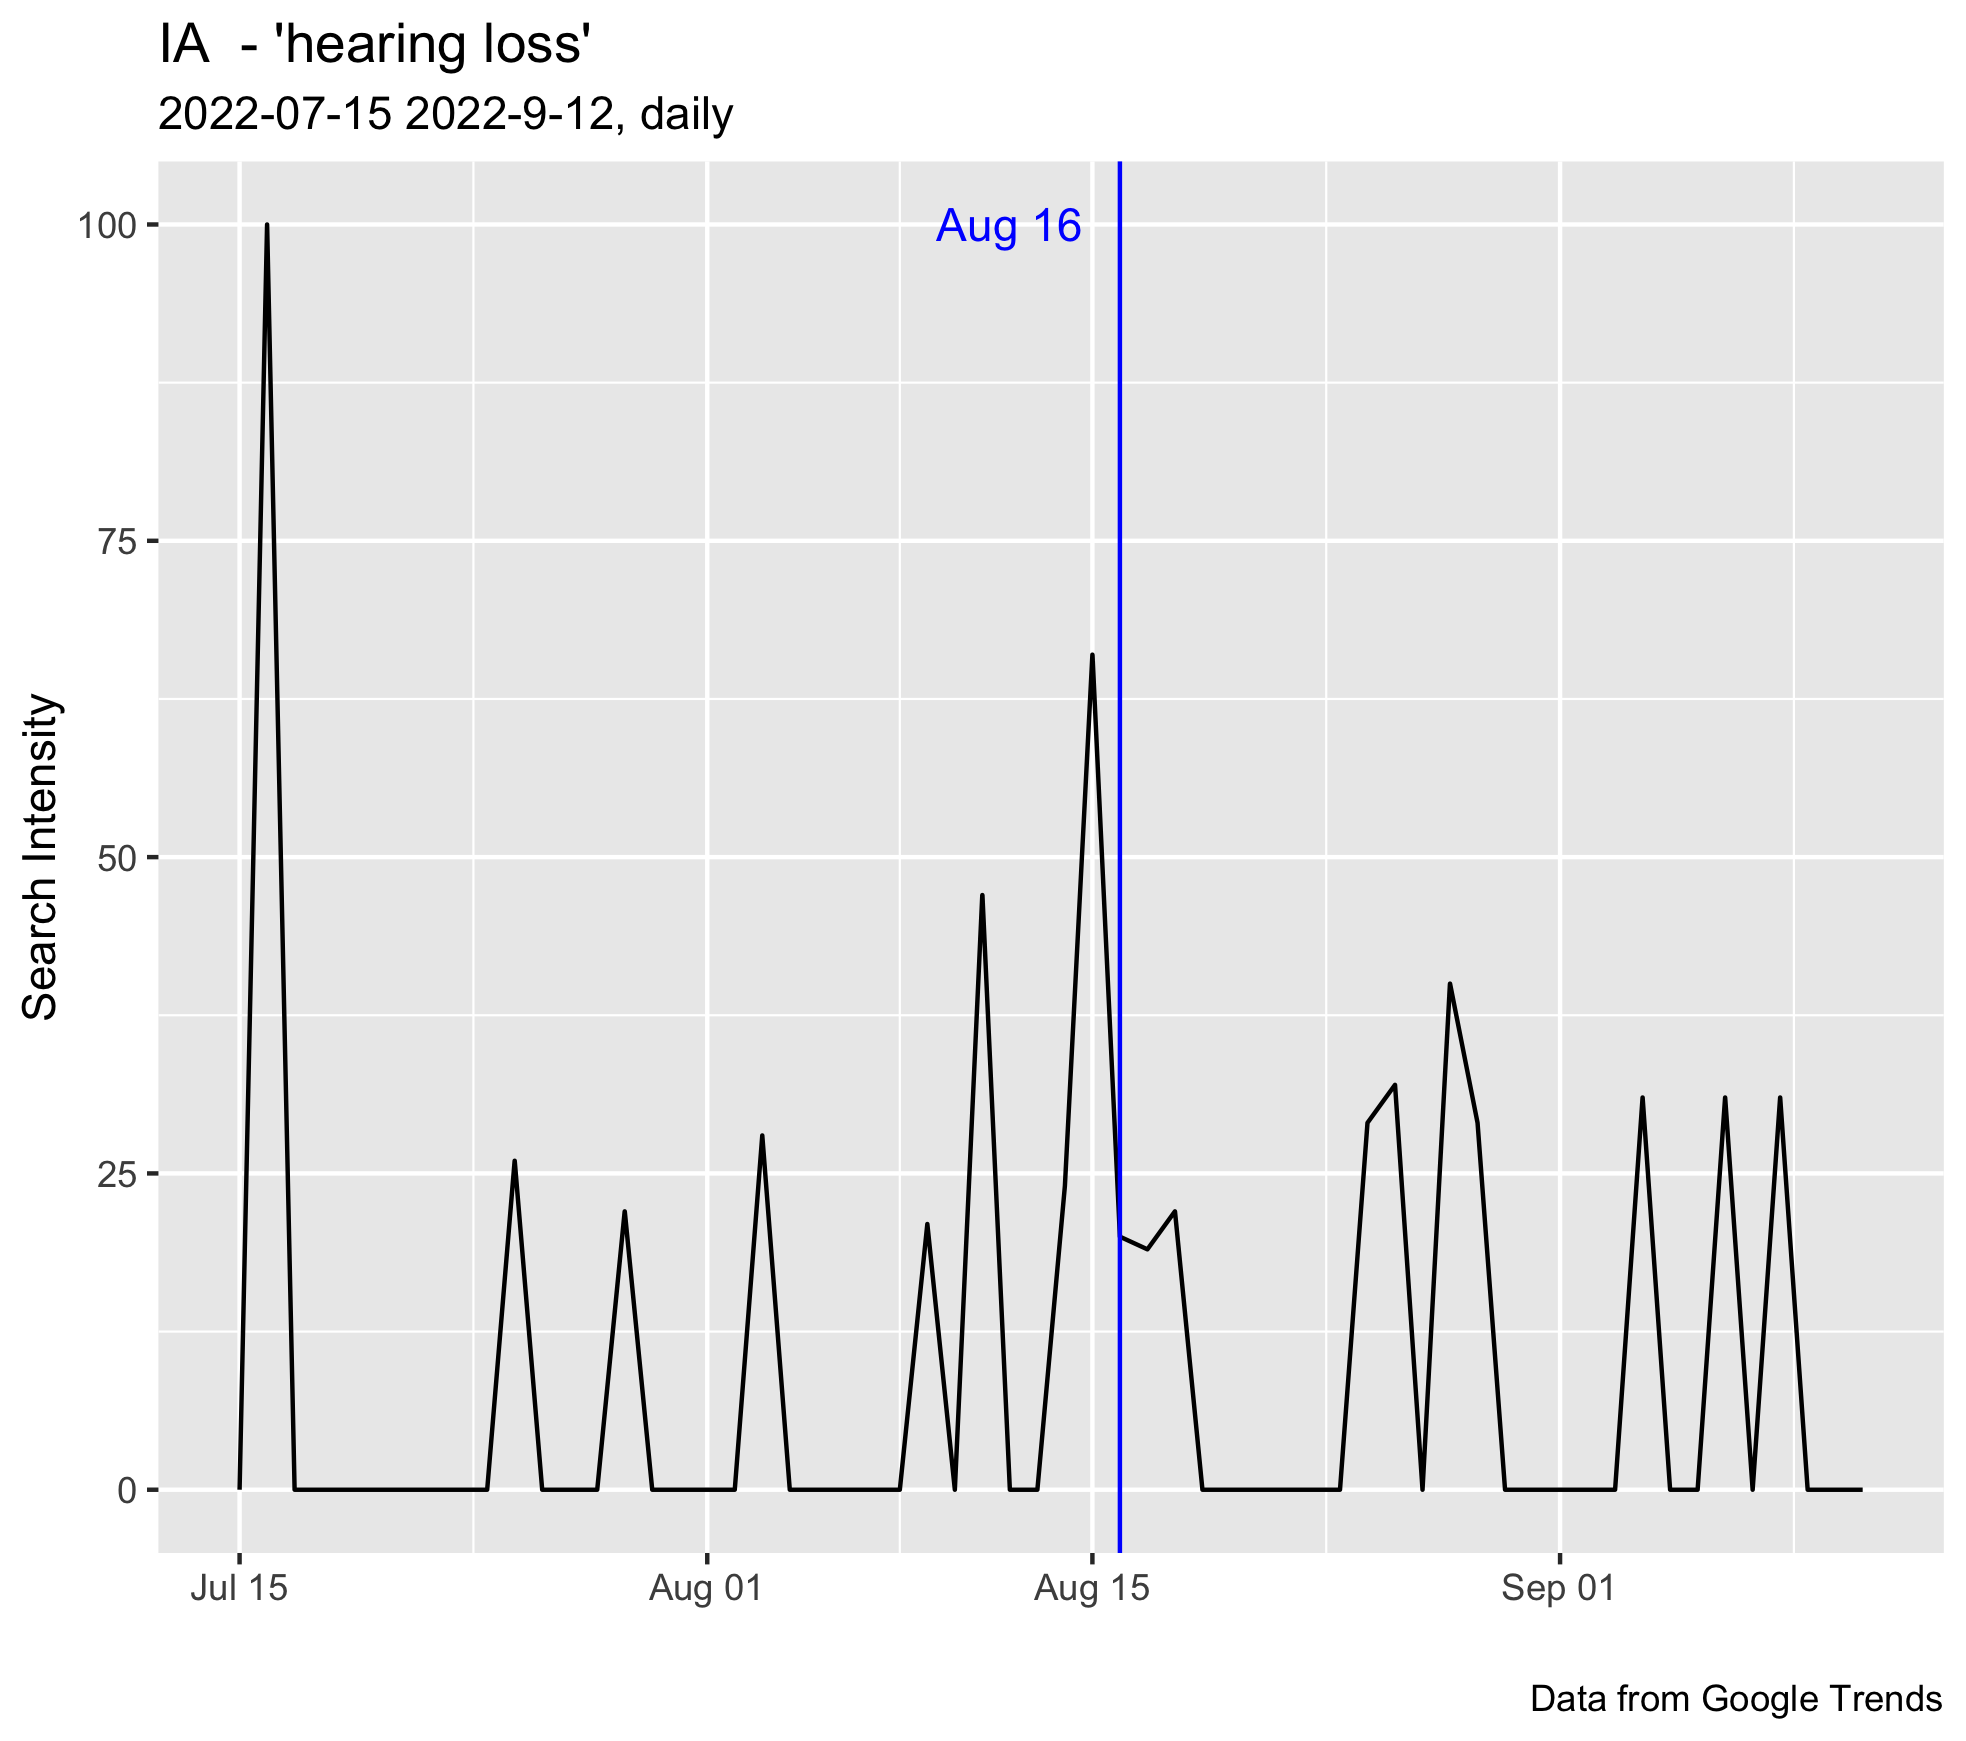 IA  - 'hearing loss'
2022-07-15 2022-9-12, daily
Search Intensity
100
75
50
25
0
Aug 16
Jul 15
Aug 01
Aug 15
Sep 01
Data from Google Trends